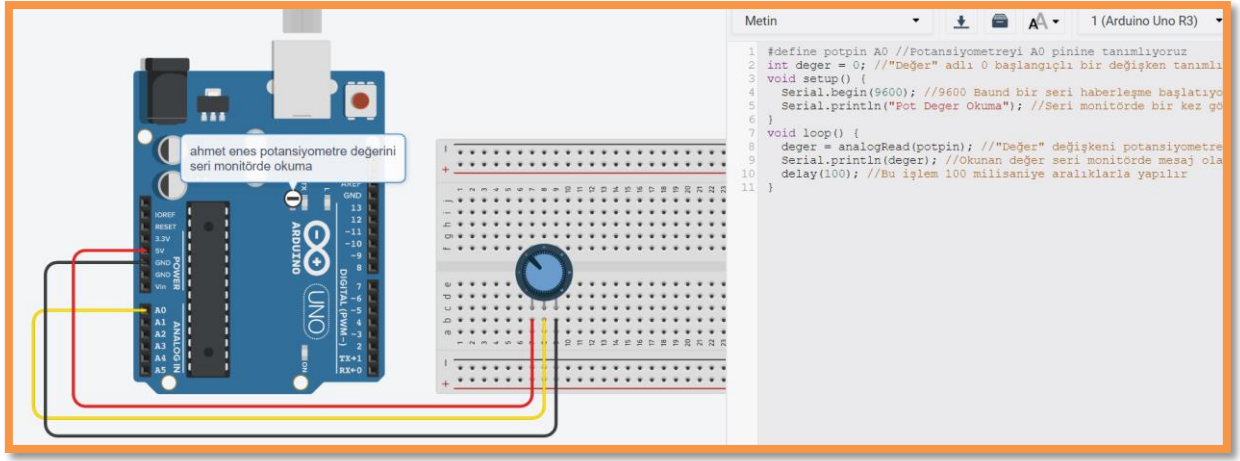 Metin
1 (Arduino Uno R3)
ahmet enes potansiyometre değerini
seri monitörde okuma
IOREF
RESET
3.3V
5V
GND
GND
Vin
POWER
A0
A1
A2
A3
A4
A5
ANALOG IN
AREF
GND
13
12
~11
~10
~9
8
7
~6
~5
4
~3
2
TX→1
RX←0
DIGITAL (PWM~)
TX
L
ON
ARDUINO
UNO
1 #define potpin A0 //Potansiyometreyi A0 pinine tanımlıyoruz
2 int deger = 0; //"Değer" adlı 0 başlangıçlı bir değişken tanımlı
3 void setup() {
4 Serial.begin(9600); //9600 Baund bir seri haberleşme başlatıyo
5 Serial.println("Pot Deger Okuma"); //Seri monitörde bir kez gö
6 }
7 void loop() {
8 deger = analogRead(potpin); //"Değer" değişkeni potansiyometre
9 Serial.println(deger); //Okunan değer seri monitörde mesaj ola
10 delay(100); //Bu işlem 100 milisaniye aralıklarla yapılır
11 }